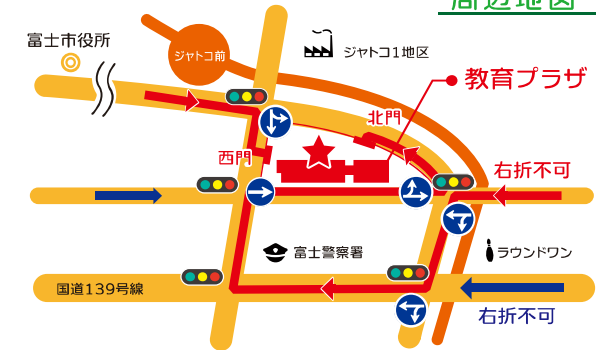 周辺地図
富士市役所
ジャトコ前
ジャトコ1地区
教育プラザ
北門
西門
右折不可
富士警察署
ラウンドワン
国道139号線
右折不可